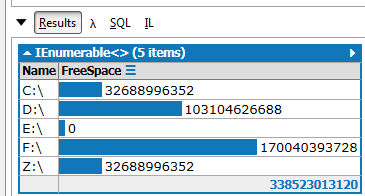 Results λ SQL IL
IEnumerable<> (5 items)
Name FreeSpace
C:\ 32688996352
D:\ 103104626688
E:\ 0
F:\ 170040393728
Z:\ 32688996352
338523013120